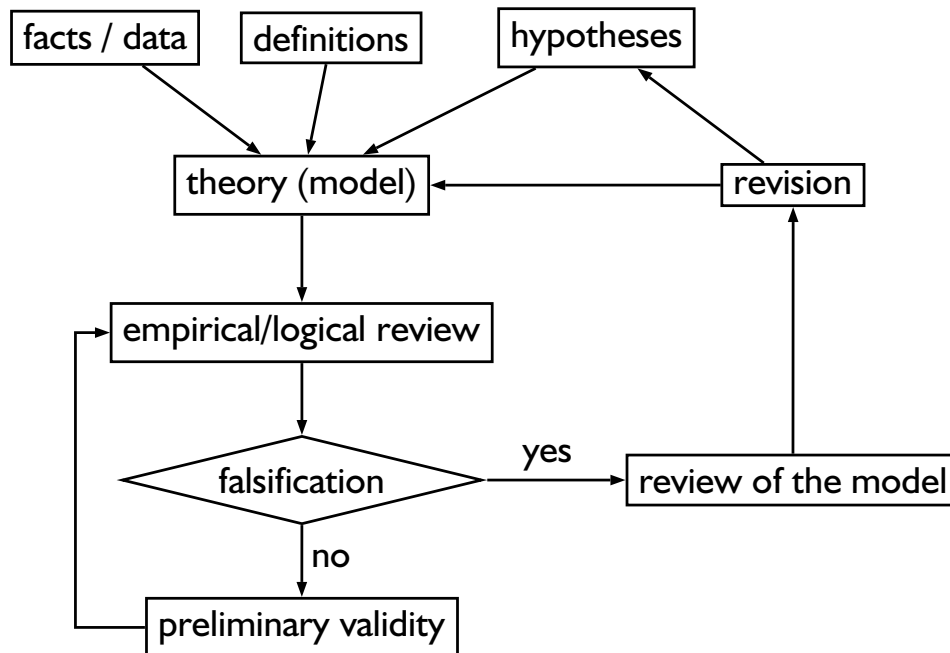 facts / data
definitions
hypotheses
theory (model)
revision
empirical/logical review
falsification
yes
review of the model
no
preliminary validity